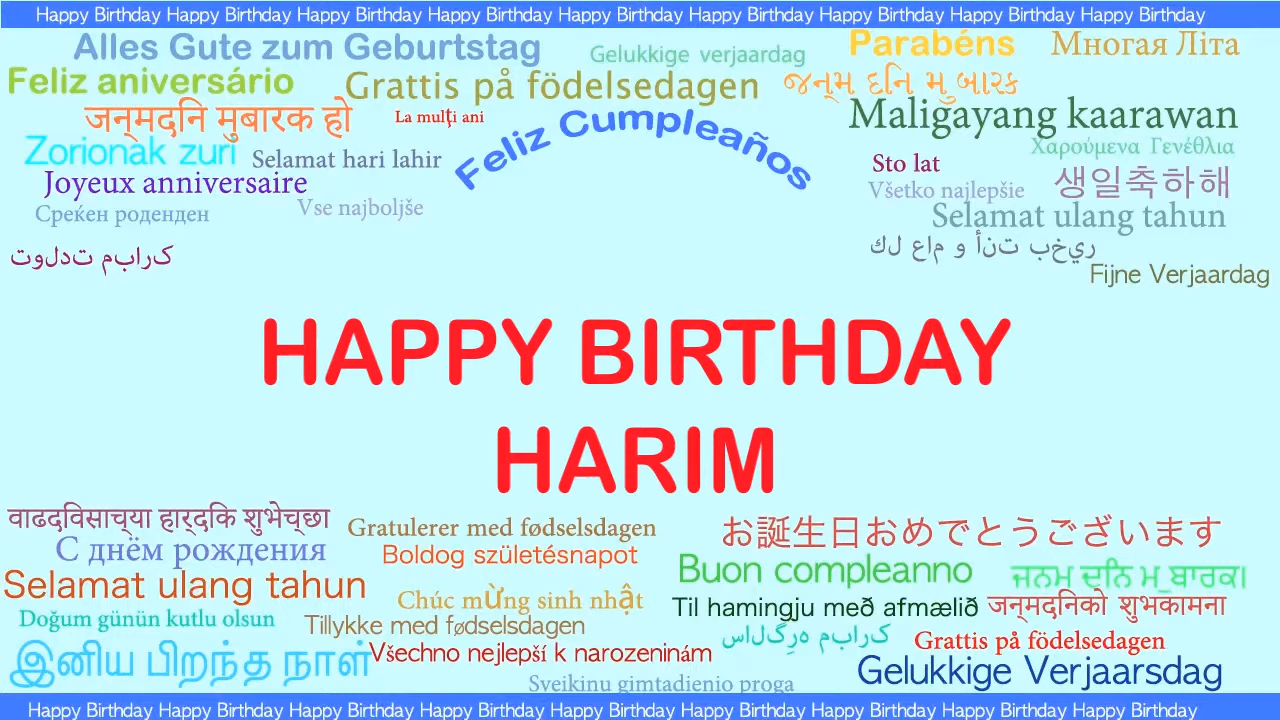 Happy Birthday Happy Birthday Happy Birthday Happy Birthday Happy Birthday Happy Birthday Happy Birthday Happy Birthday Happy Birthday
Alles Gute zum Geburtstag
Gelukkige verjaardag
Parabéns
Многая Літа
Feliz aniversário
Grattis på födelsedagen
જન્મ દિન મુબારક
जन्मदिन मुबारक हो
La mulţi ani
Feliz Cumpleaños
Maligayang kaarawan
Zorionak zuri
Selamat hari lahir
Sto lat
Χαρούμενα Γενέθλια
Joyeux anniversaire
Všetko najlepšie
생일축하해
Среќен роденден
Vse najboljše
Selamat ulang tahun
تولدت مبارک
كل عام و أنت بخير
Fijne Verjaardag
HAPPY BIRTHDAY
HARIM
वाढदिवसाच्या हार्दिक शुभेच्छा
Gratulerer med fødselsdagen
お誕生日おめでとうございます
С днём рождения
Boldog születésnapot
Buon compleanno
ਜਨਮ ਦਿਨ ਮੁਬਾਰਕ।
Selamat ulang tahun
Chúc mừng sinh nhật
Til hamingju með afmælið
जन्मदिनको शुभकामना
Doğum günün kutlu olsun
Tillykke med fødselsdagen
سالگرہ مبارک
Grattis på födelsedagen
இனிய பிறந்த நாள்
Všechno nejlepší k narozeninám
Gelukkige Verjaarsdag
Sveikinu gimtadienio proga
Happy Birthday Happy Birthday Happy Birthday Happy Birthday Happy Birthday Happy Birthday Happy Birthday Happy Birthday Happy Birthday